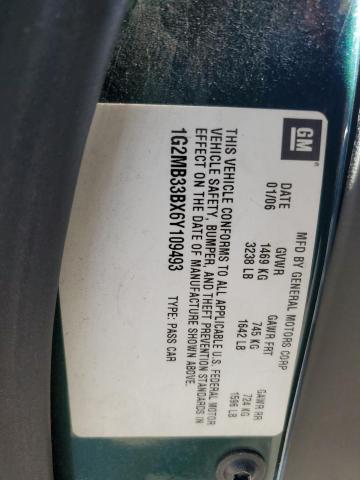 GM
MFD BY GENERAL MOTORS CORP
DATE GVWR GAWR FRT GAWR RR
01/06 1469 KG 745 KG 724 KG
3238 LB 1642 LB 1596 LB
THIS VEHICLE CONFORMS TO ALL APPLICABLE U.S. FEDERAL MOTOR
VEHICLE SAFETY, BUMPER, AND THEFT PREVENTION STANDARDS IN
EFFECT ON THE DATE OF MANUFACTURE SHOWN ABOVE.
1G2MB33BX6Y109493 TYPE: PASS CAR